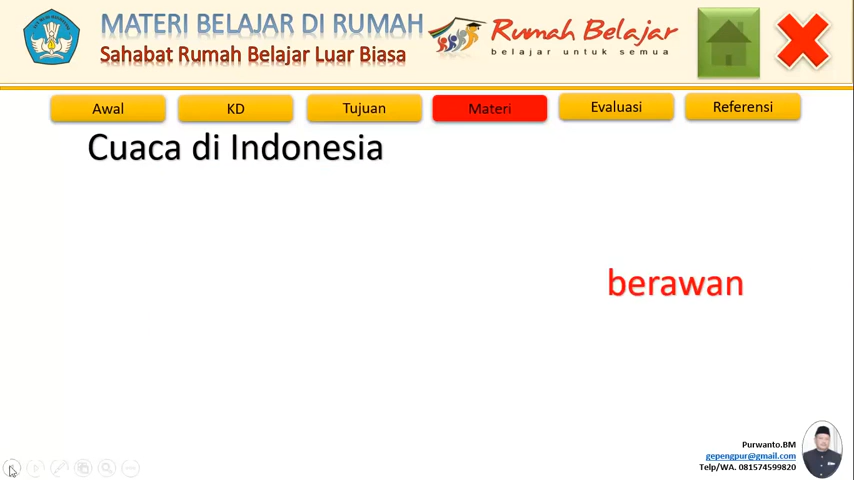 MATERI BELAJAR DI RUMAH
Sahabat Rumah Belajar Luar Biasa
Rumah Belajar
belajar untuk semua
Awal
KD
Tujuan
Materi
Evaluasi
Referensi
Cuaca di Indonesia
berawan
Purwanto.BM
gepengpur@gmail.com
Telp/WA. 081574599820